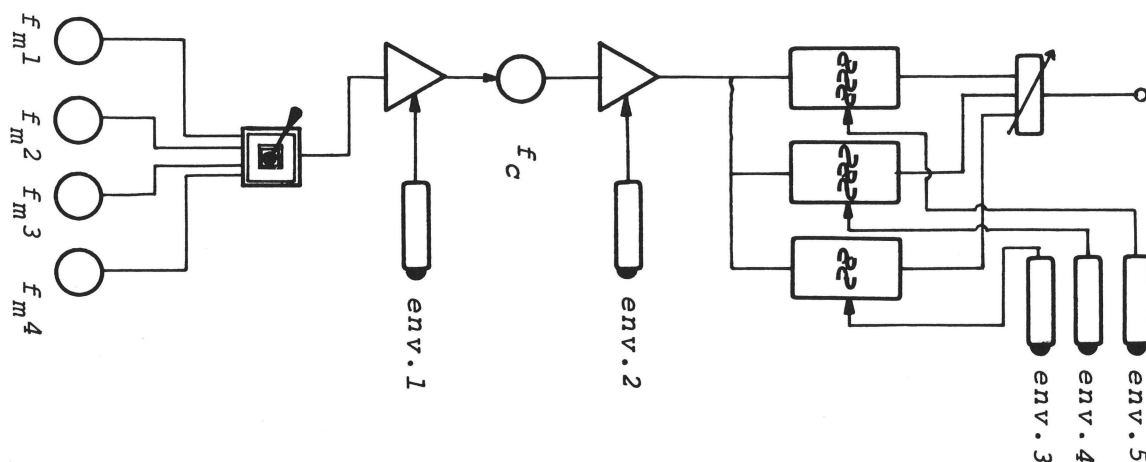 f m1
f m2
f m3
f m4
env.1
f c
env.2
env.3
env.4
env.5